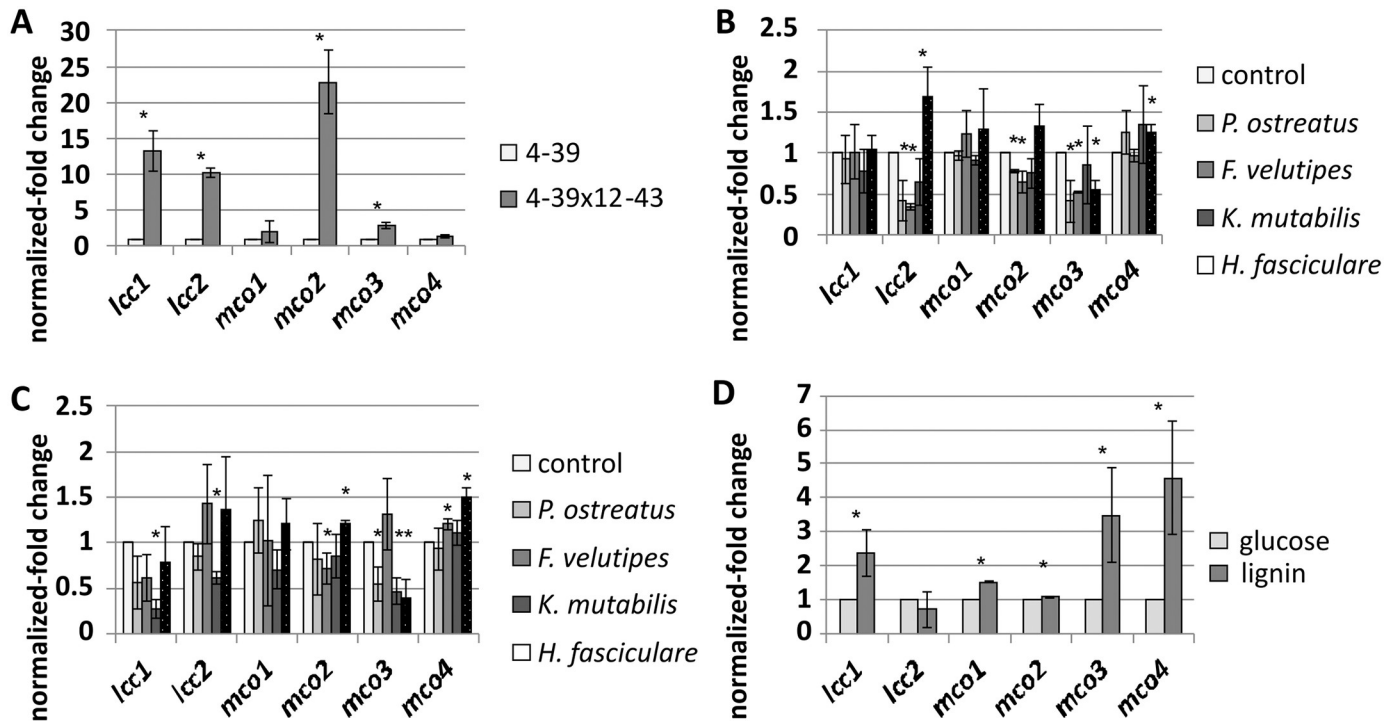 A
normalized-fold change
30
25
20
15
10
5
0
*
*
*
*
lcc1
lcc2
mco1
mco2
mco3
mco4
4-39
4-39x12-43
B
normalized-fold change
2.5
2
1.5
1
0.5
0
*
**
**
**
*
*
lcc1
lcc2
mco1
mco2
mco3
mco4
control
P. ostreatus
F. velutipes
K. mutabilis
H. fasciculare
C
normalized-fold change
2.5
2
1.5
1
0.5
0
*
*
*
*
*
**
*
*
lcc1
lcc2
mco1
mco2
mco3
mco4
control
P. ostreatus
F. velutipes
K. mutabilis
H. fasciculare
D
normalized-fold change
7
6
5
4
3
2
1
0
*
*
*
*
*
lcc1
lcc2
mco1
mco2
mco3
mco4
glucose
lignin